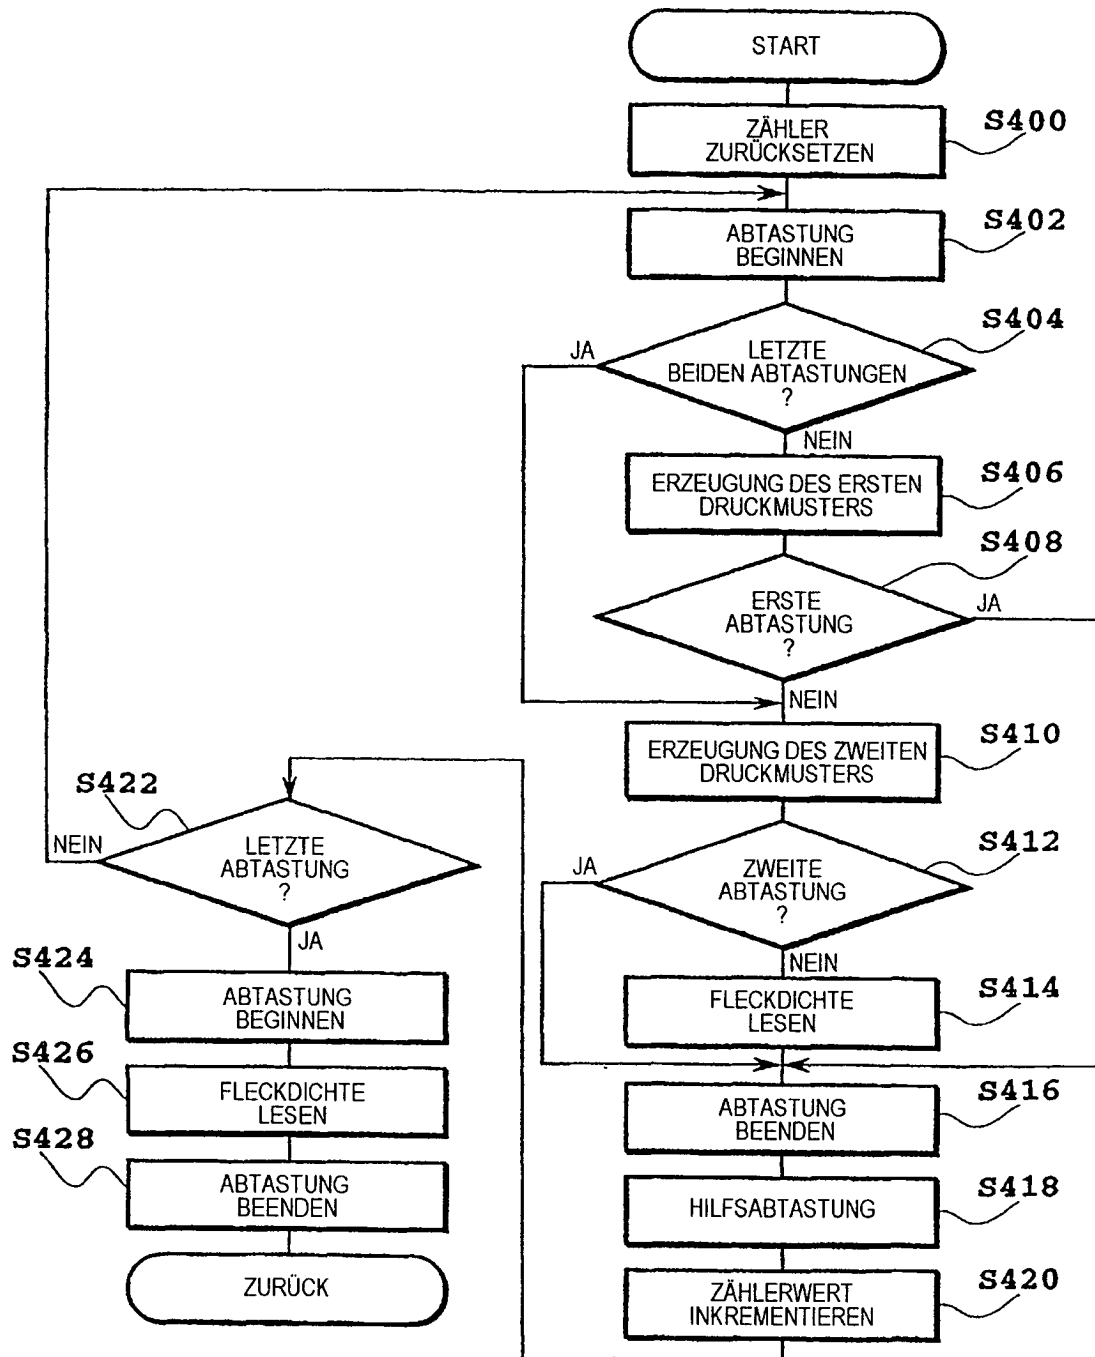 START
ZÄHLER
ZURÜCKSETZEN
S400
ABTASTUNG
BEGINNEN
S402
LETZTE
BEIDEN ABTASTUNGEN
?
S404
JA
NEIN
ERZEUGUNG DES ERSTEN
DRUCKMUSTERS
S406
ERSTE
ABTASTUNG
?
S408
JA
NEIN
ERZEUGUNG DES ZWEITEN
DRUCKMUSTERS
S410
ZWEITE
ABTASTUNG
?
S412
JA
NEIN
FLECKDICHTE
LESEN
S414
ABTASTUNG
BEENDEN
S416
HILFSABTASTUNG
S418
ZÄHLERWERT
INKREMENTIEREN
S420
S422
LETZTE
ABTASTUNG
?
NEIN
JA
S424
ABTASTUNG
BEGINNEN
S426
FLECKDICHTE
LESEN
S428
ABTASTUNG
BEENDEN
ZURÜCK